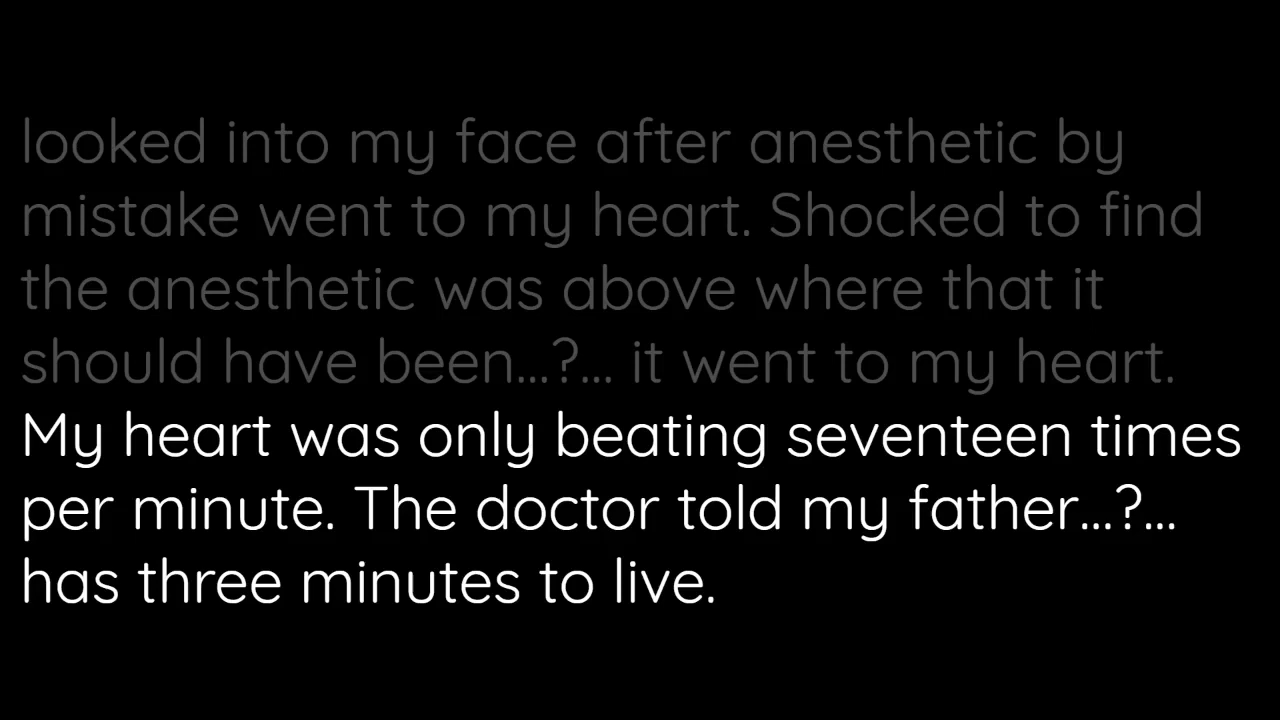 looked into my face after anesthetic by
mistake went to my heart. Shocked to find
the anesthetic was above where that it
should have been...?... it went to my heart.
My heart was only beating seventeen times
per minute. The doctor told my father...?...
has three minutes to live.